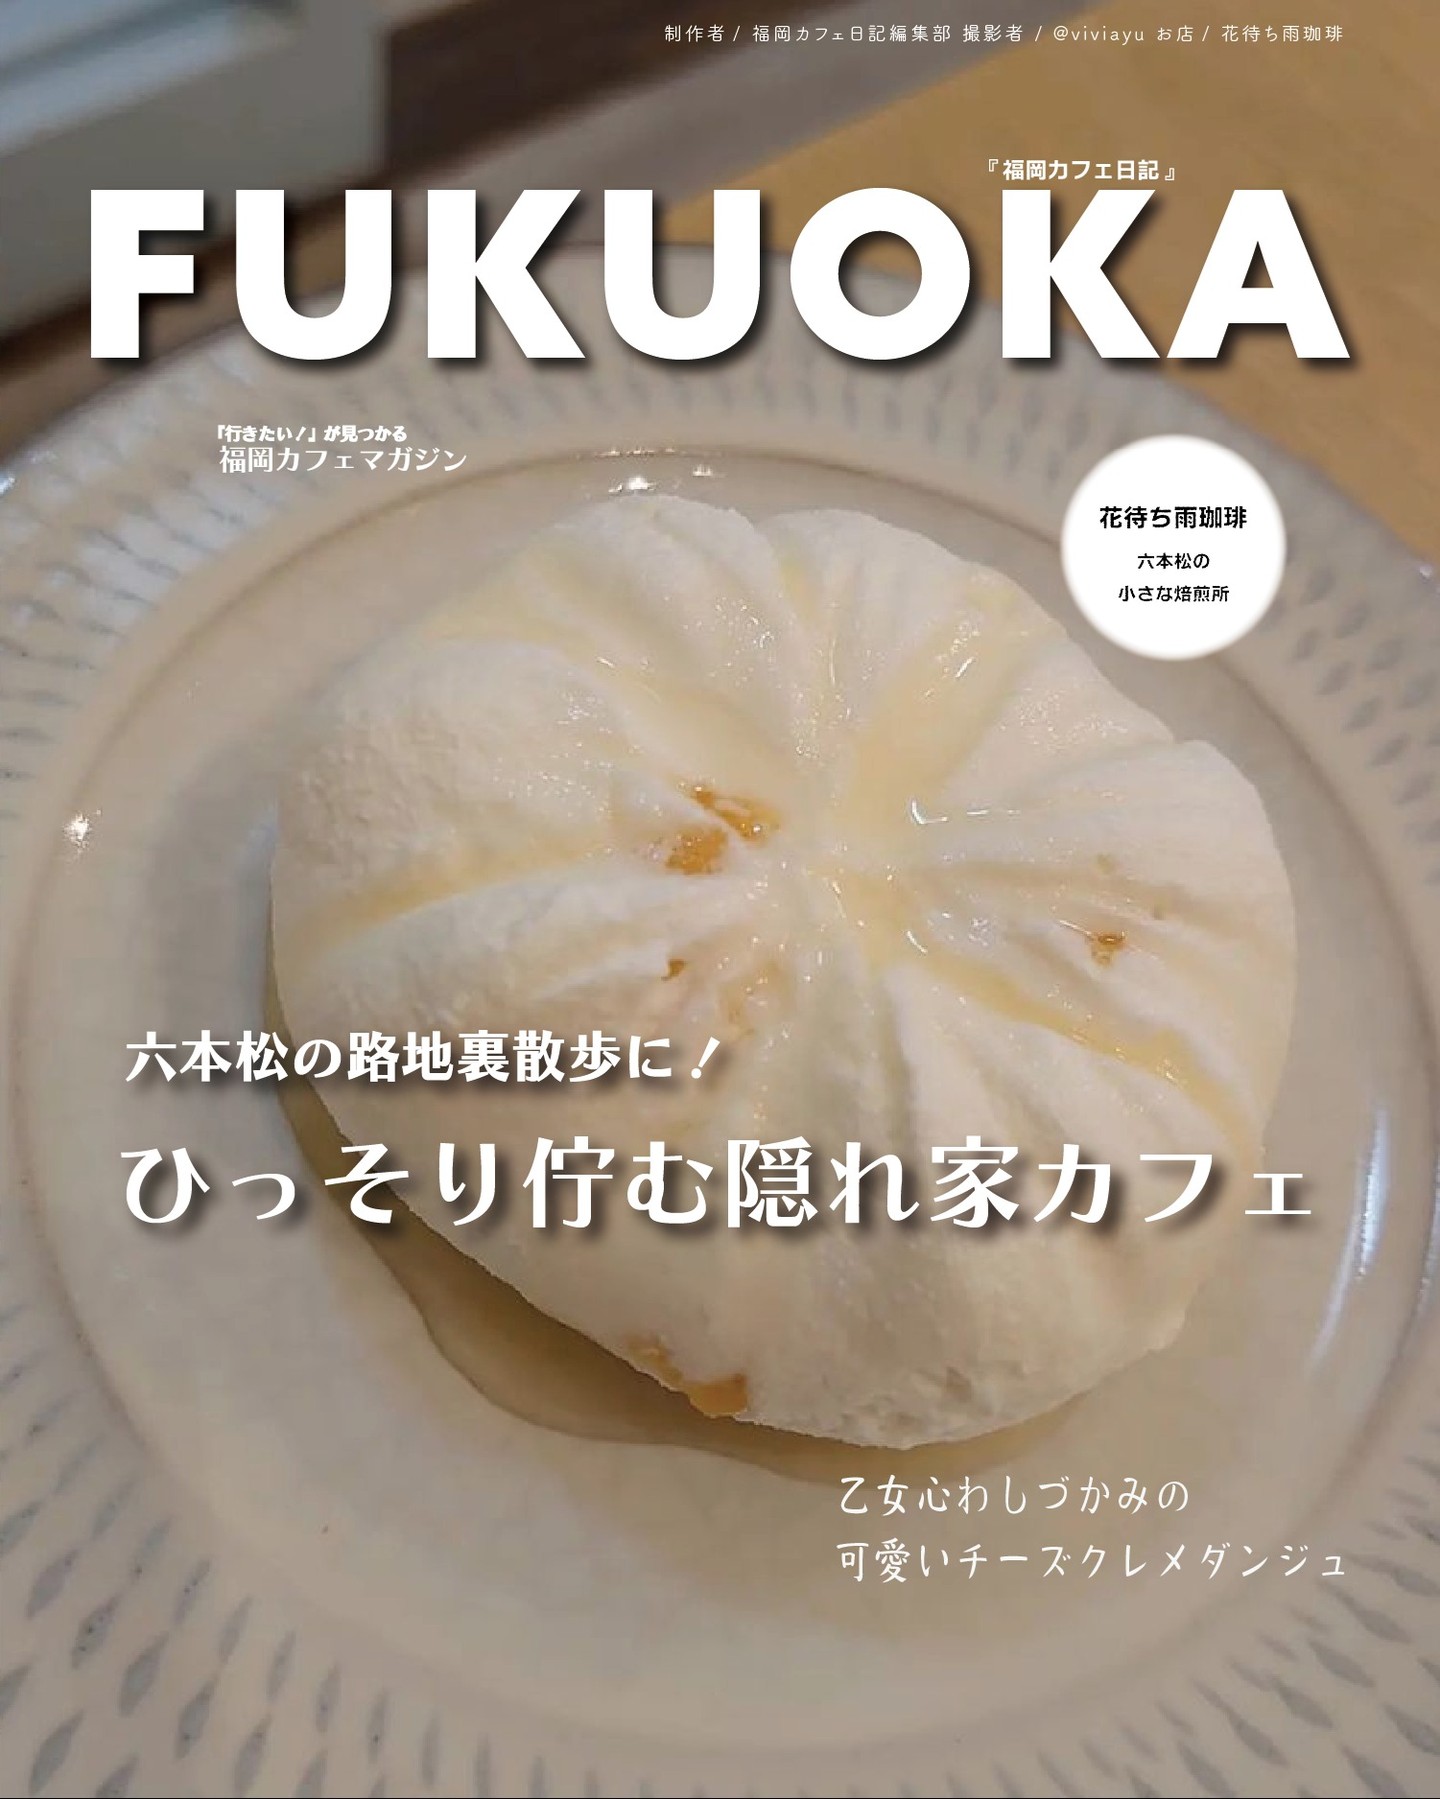 制作者 / 福岡カフェ日記編集部 撮影者 / @viviayu お店 / 花待ち雨珈琲
『福岡カフェ日記』
FUKUOKA
「行きたい!」が見つかる
福岡カフェマガジン
花待ち雨珈琲
六本松の
小さな焙煎所
六本松の路地裏散歩に!
ひっそり佇む隠れ家カフェ
乙女心わしづかみの
可愛いチーズクレメダンジュ